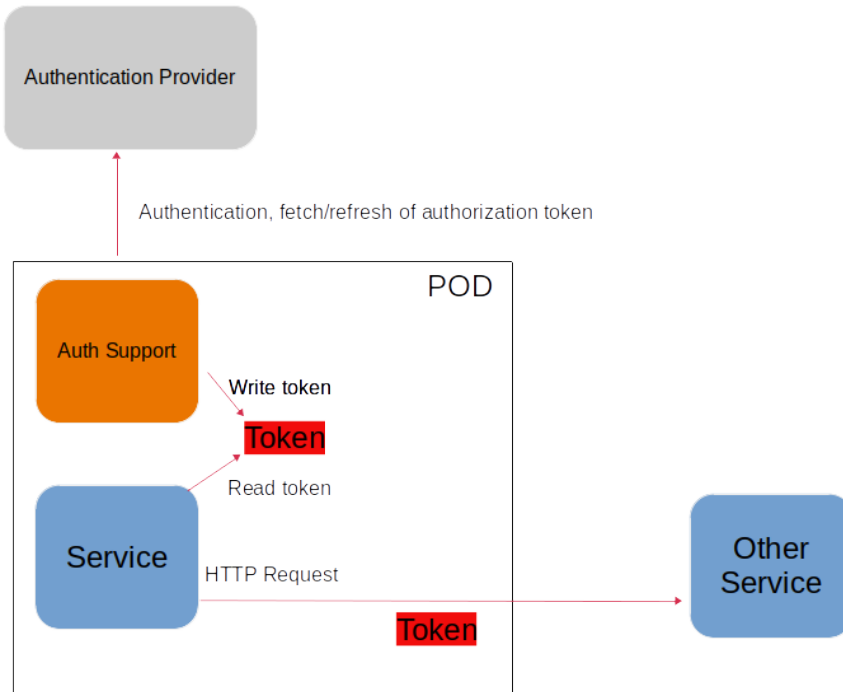 Authentication Provider
Authentication, fetch/refresh of authorization token
POD
Auth Support
Write token
Token
Read token
Service
HTTP Request
Token
Other
Service